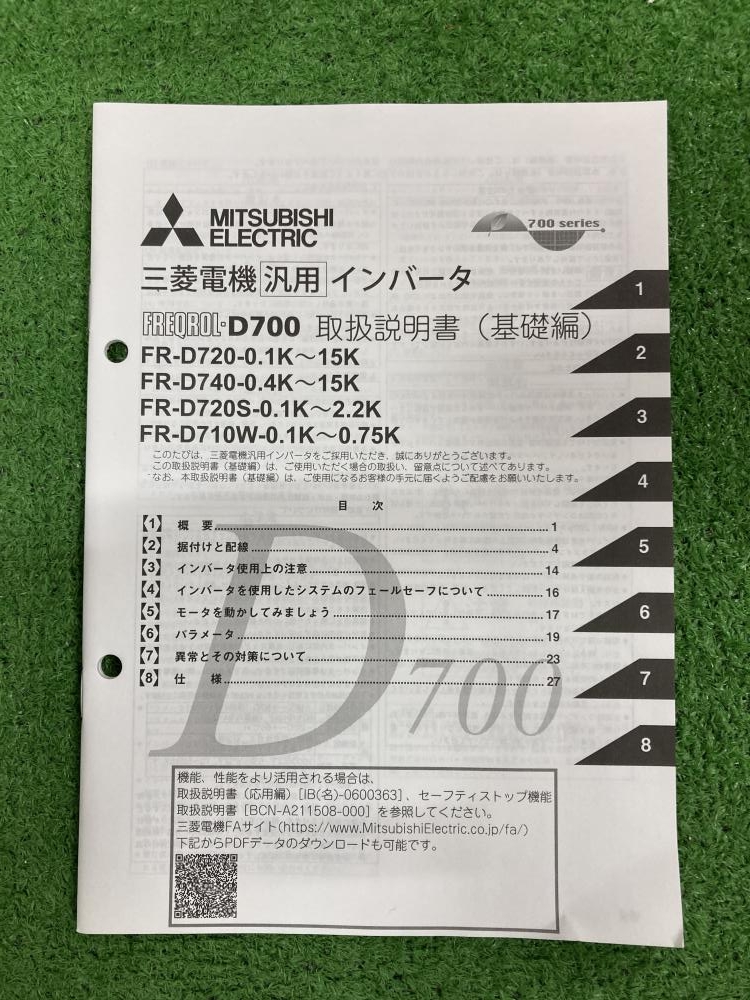 MITSUBISHI
ELECTRIC
700 series
三菱電機 汎用 インバータ
FREQROL-D700 取扱説明書（基礎編）
FR-D720-0.1K～15K
FR-D740-0.4K～15K
FR-D720S-0.1K～2.2K
FR-D710W-0.1K～0.75K
このたびは、三菱電機汎用インバータをご採用いただき、誠にありがとうございます。
この取扱説明書（基礎編）は、ご使用いただく場合の取扱い、留意点について述べてあります。
なお、本取扱説明書（基礎編）は、ご使用になるお客様の手元に届くようご配慮をお願いいたします。
目 次
【1】 概 要 1
【2】 据付けと配線 4
【3】 インバータ使用上の注意 14
【4】 インバータを使用したシステムのフェールセーフについて 16
【5】 モータを動かしてみましょう 17
【6】 パラメータ 19
【7】 異常とその対策について 23
【8】 仕 様 27
D700
機能、性能をより活用される場合は、
取扱説明書（応用編）[IB(名)-0600363]、セーフティストップ機能
取扱説明書［BCN-A211508-000］を参照してください。
三菱電機FAサイト(https://www.MitsubishiElectric.co.jp/fa/)
下記からPDFデータのダウンロードも可能です。
1
2
3
4
5
6
7
8